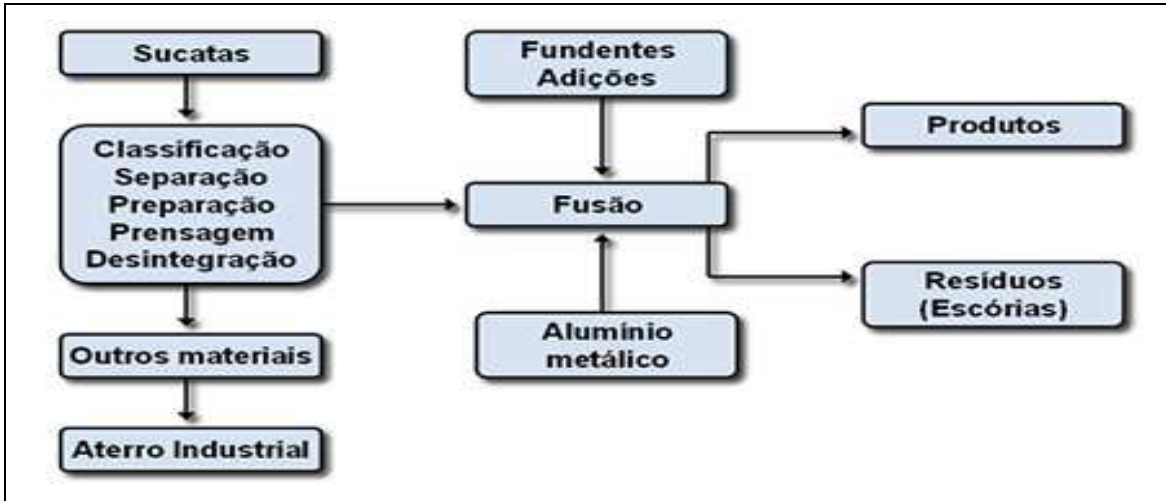 Sucatas
Classificação
Separação
Preparação
Prensagem
Desintegração
Outros materiais
Aterro Industrial
Fundentes
Adições
Fusão
Alumínio
metálico
Produtos
Resíduos
(Escórias)